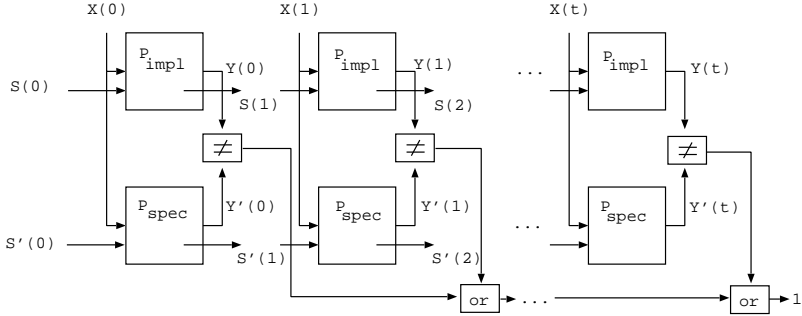 X(0) X(1) X(t)
P impl Y(0) P impl Y(1) ... P impl Y(t)
S(0) S(1) S(2)
≠ ≠ ≠
P spec Y'(0) P spec Y'(1) ... P spec Y'(t)
S'(0) S'(1) S'(2)
or ... or 1